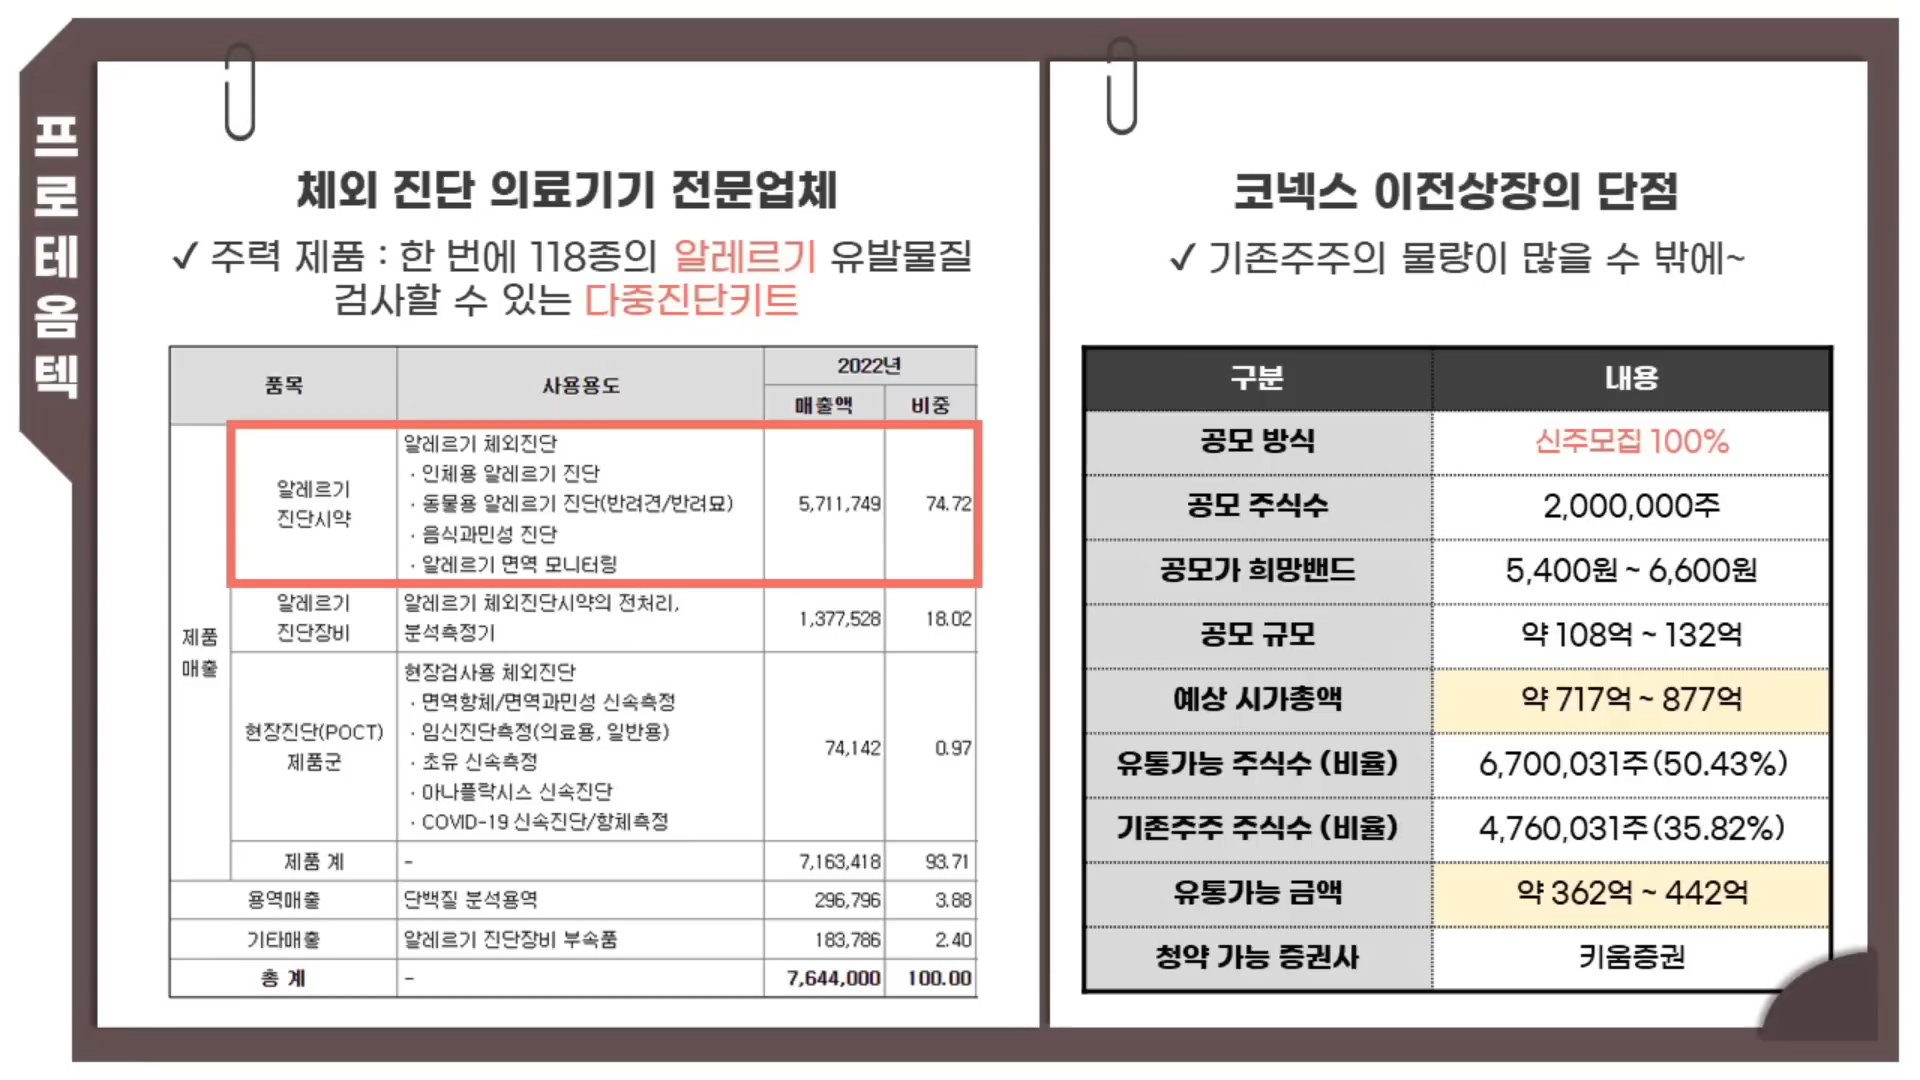 프로테옴텍
체외 진단 의료기기 전문업체
✓ 주력 제품 : 한 번에 118종의 알레르기 유발물질
검사할 수 있는 다중진단키트
품목 사용용도 2022년
매출액 비중
제품
매출
알레르기
진단시약
알레르기 체외진단
· 인체용 알레르기 진단
· 동물용 알레르기 진단(반려견/반려묘)
· 음식과민성 진단
· 알레르기 면역 모니터링
5,711,749 74.72
알레르기
진단장비
알레르기 체외진단시약의 전처리,
분석측정기
1,377,528 18.02
현장진단(POCT)
제품군
현장검사용 체외진단
· 면역항체/면역과민성 신속측정
· 임신진단측정(의료용, 일반용)
· 초유 신속측정
· 아나플락시스 신속진단
· COVID-19 신속진단/항체측정
74,142 0.97
제품 계 - 7,163,418 93.71
용역매출 단백질 분석용역 296,796 3.88
기타매출 알레르기 진단장비 부속품 183,786 2.40
총 계 - 7,644,000 100.00
코넥스 이전상장의 단점
✓ 기존주주의 물량이 많을 수 밖에~
구분 내용
공모 방식 신주모집 100%
공모 주식수 2,000,000주
공모가 희망밴드 5,400원 ~ 6,600원
공모 규모 약 108억 ~ 132억
예상 시가총액 약 717억 ~ 877억
유통가능 주식수 (비율) 6,700,031주(50.43%)
기존주주 주식수 (비율) 4,760,031주(35.82%)
유통가능 금액 약 362억 ~ 442억
청약 가능 증권사 키움증권